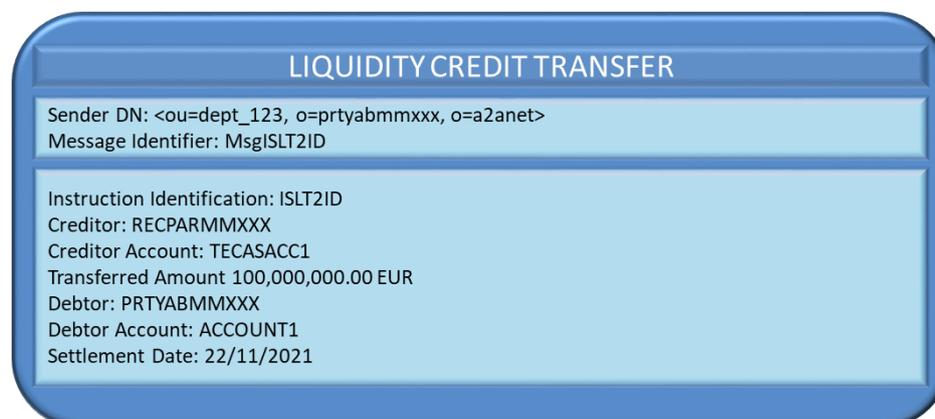 LIQUIDITY CREDIT TRANSFER
Sender DN: <ou=dept_123, o=prtyabmmxxx, o=a2anet>
Message Identifier: MsgISLT2ID
Instruction Identification: ISLT2ID
Creditor: RECPARMMXXX
Creditor Account: TECASACC1
Transferred Amount 100,000,000.00 EUR
Debtor: PRTYABMMXXX
Debtor Account: ACCOUNT1
Settlement Date: 22/11/2021